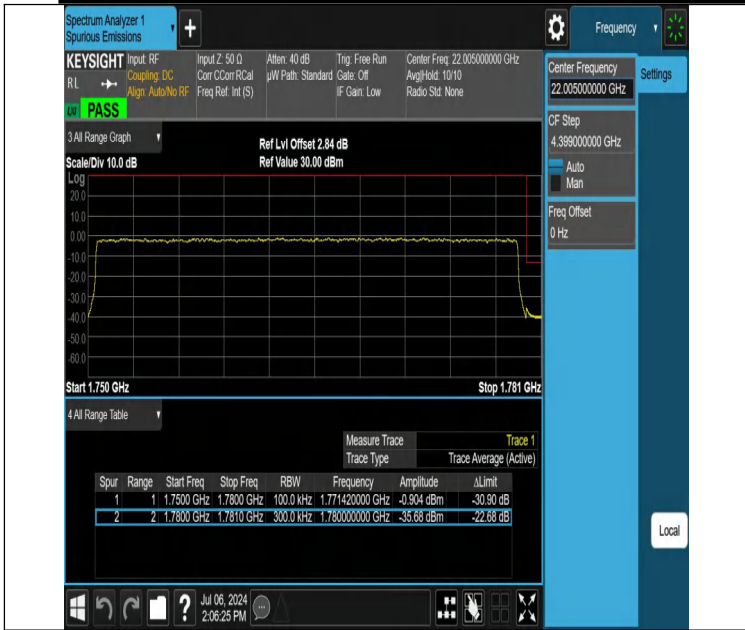 Spectrum Analyzer 1
Spurious Emissions
+
Frequency
KEYSIGHT
RL
PASS
Input: RF
Coupling: DC
Align: Auto/No RF
Input Z: 50 Ω
Corr CCorr RCal
Freq Ref: Int (S)
Atten: 40 dB
µW Path: Standard
Trig: Free Run
Gate: Off
IF Gain: Low
Center Freq: 22.005000000 GHz
Avg|Hold: 10/10
Radio Std: None
Center Frequency
22.005000000 GHz
Settings
CF Step
4.399000000 GHz
Auto
Man
Freq Offset
0 Hz
3 All Range Graph
Scale/Div 10.0 dB
Ref Lvl Offset 2.84 dB
Ref Value 30.00 dBm
Log
20.0
10.0
0.00
-10.0
-20.0
-30.0
-40.0
-50.0
-60.0
Start 1.750 GHz
Stop 1.781 GHz
4 All Range Table
Measure Trace Trace 1
Trace Type Trace Average (Active)
Spur Range Start Freq Stop Freq RBW Frequency Amplitude ΔLimit
1 1 1.7500 GHz 1.7800 GHz 100.0 kHz 1.771420000 GHz -0.904 dBm -30.90 dB
2 2 1.7800 GHz 1.7810 GHz 300.0 kHz 1.780000000 GHz -35.68 dBm -22.68 dB
Local
?
Jul 06, 2024
2:06:25 PM